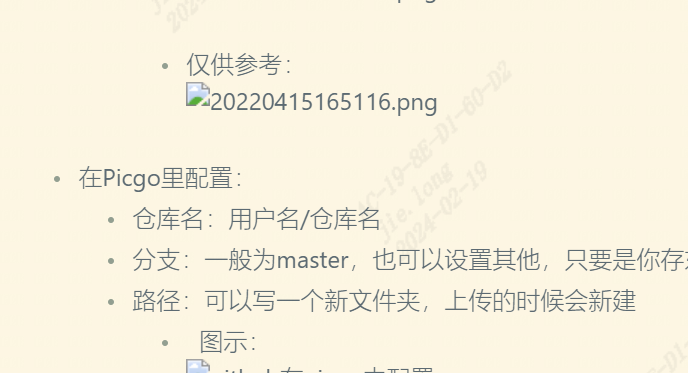 仅供参考：
20220415165116.png
在Picgo里配置：
仓库名：用户名/仓库名
分支：一般为master，也可以设置其他，只要是你存
路径：可以写一个新文件夹，上传的时候会新建
图示：